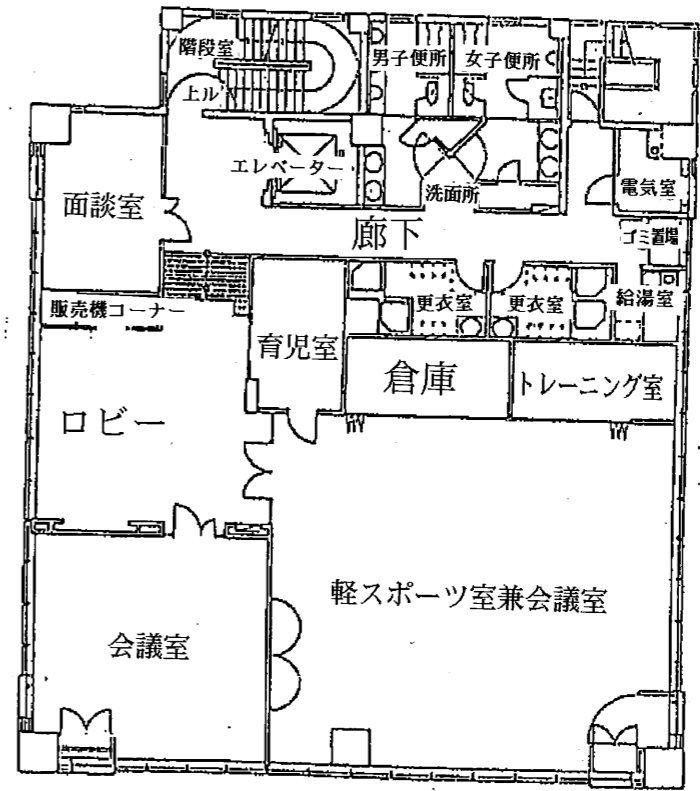 階段室
男子便所
女子便所
上ル
エレベーター
洗面所
電気室
面談室
廊下
ゴミ置場
販売機コーナー
更衣室
更衣室
給湯室
育児室
倉庫
トレーニング室
ロビー
軽スポーツ室兼会議室
会議室